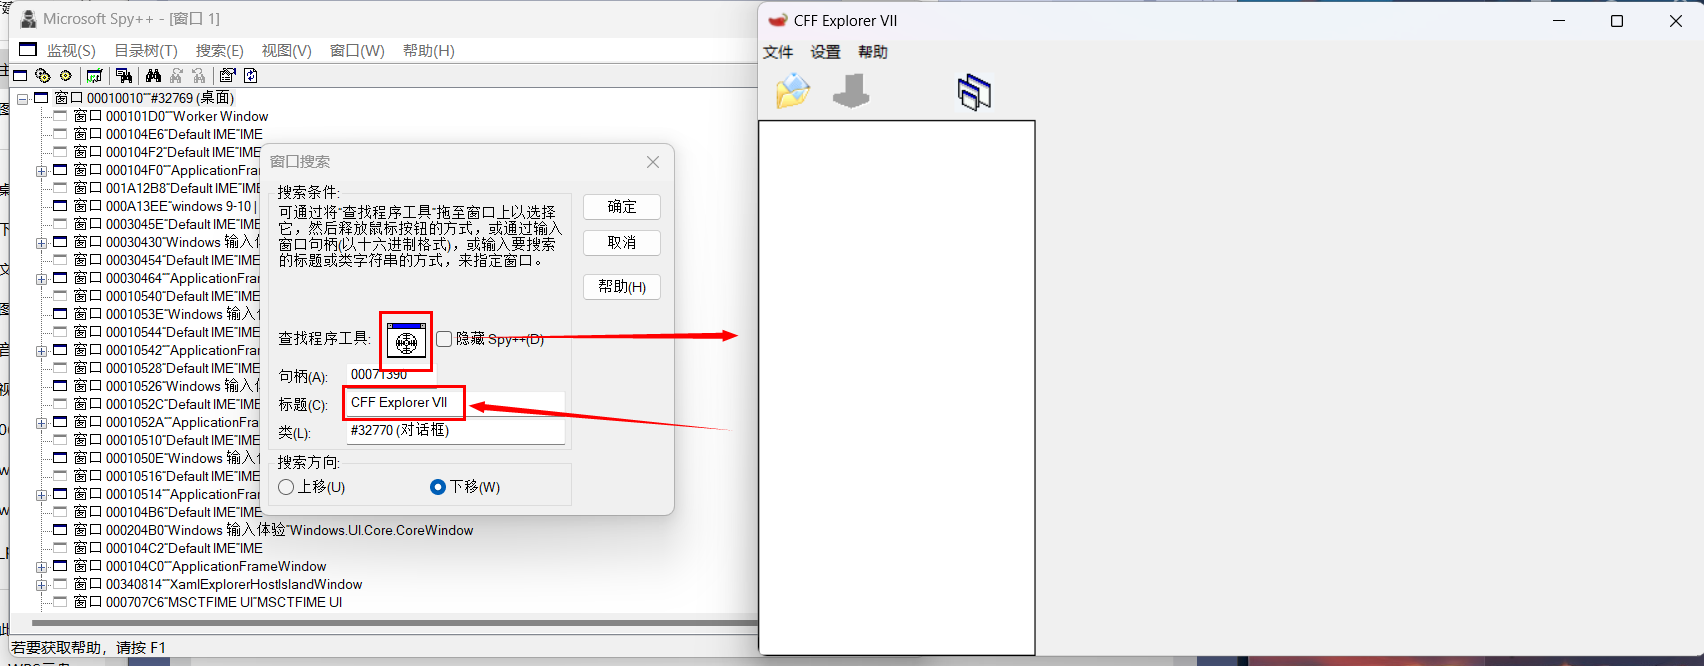 Microsoft Spy++ - [窗口 1]
监视(S) 目录树(T) 搜索(E) 视图(V) 窗口(W) 帮助(H)
窗口 00010010""#32769 (桌面)
窗口 000101D0""Worker Window
窗口 000104E6"Default IME"IME
窗口 000104F2"Default IME"IME
窗口 000104F0""ApplicationFra
窗口 001A12B8"Default IME"IME
窗口 000A13EE"windows 9-10 |
窗口 0003045E"Default IME"IME
窗口 00030430"Windows 输入
窗口 00030454"Default IME"IME
窗口 00030464""ApplicationFra
窗口 00010540"Default IME"IME
窗口 0001053E"Windows 输入
窗口 00010544"Default IME"IME
窗口 00010542""ApplicationFra
窗口 00010528"Default IME"IME
窗口 00010526"Windows 输入
窗口 0001052C"Default IME"IME
窗口 0001052A""ApplicationFra
窗口 00010510"Default IME"IME
窗口 0001050E"Windows 输入
窗口 00010516"Default IME"IME
窗口 00010514""ApplicationFra
窗口 000104B6"Default IME"IME
窗口 000204B0"Windows 输入体验"Windows.UI.Core.CoreWindow
窗口 000104C2"Default IME"IME
窗口 000104C0""ApplicationFrameWindow
窗口 00340814""XamlExplorerHostIslandWindow
窗口 000707C6"MSCTFIME UI"MSCTFIME UI
若要获取帮助，请按 F1
窗口搜索
搜索条件:
可通过将"查找程序工具"拖至窗口上以选择
它，然后释放鼠标按钮的方式，或通过输入
窗口句柄(以十六进制格式)，或输入要搜索
的标题或类字符串的方式，来指定窗口。
确定
取消
帮助(H)
查找程序工具: 隐藏 Spy++(D)
句柄(A): 00071390
标题(C): CFF Explorer VII
类(L): #32770 (对话框)
搜索方向:
上移(U) 下移(W)
CFF Explorer VII
文件 设置 帮助